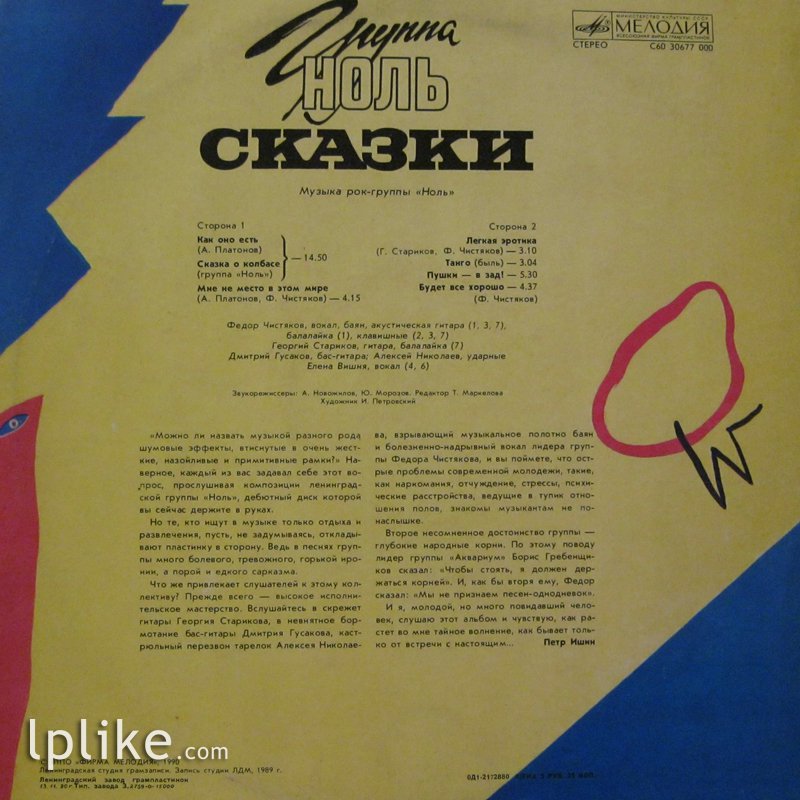 Группа
НОЛЬ
СКАЗКИ
МИНИСТЕРСТВО КУЛЬТУРЫ СССР
МЕЛОДИЯ
ВСЕСОЮЗНАЯ ФИРМА ГРАМПЛАСТИНОК
СТЕРЕО С60 30677 000
Музыка рок-группы «Ноль»
Сторона 1
Как оно есть
(А. Платонов)
Сказка о колбасе
(группа «Ноль»)
— 14.50
Мне не место в этом мире
(А. Платонов, Ф. Чистяков) — 4.15
Сторона 2
Легкая эротика
(Г. Стариков, Ф. Чистяков) — 3.10
Танго (быль) — 3.04
Пушки — в зад! — 5.30
Будет все хорошо — 4.37
(Ф. Чистяков)
Федор Чистяков, вокал, баян, акустическая гитара (1, 3, 7),
балалайка (1), клавишные (2, 3, 7)
Георгий Стариков, гитара, балалайка (7)
Дмитрий Гусаков, бас-гитара; Алексей Николаев, ударные
Елена Вишня, вокал (4, 6)
Звукорежиссеры: А. Новожилов, Ю. Морозов. Редактор Т. Маркелова
Художник И. Петровский
«Можно ли назвать музыкой разного рода
шумовые эффекты, втиснутые в очень жест-
кие, назойливые и примитивные рамки?» На-
верное, каждый из вас задавал себе этот во-
прос, прослушивая композиции ленинград-
ской группы «Ноль», дебютный диск которой
вы сейчас держите в руках.
Но те, кто ищут в музыке только отдыха и
развлечения, пусть, не задумываясь, отклады-
вают пластинку в сторону. Ведь в песнях груп-
пы много болевого, тревожного, горькой иро-
нии, а порой и едкого сарказма.
Что же привлекает слушателей к этому кол-
лективу? Прежде всего — высокое исполни-
тельское мастерство. Вслушайтесь в скрежет
гитары Георгия Старикова, в невнятное бор-
мотание бас-гитары Дмитрия Гусакова, каст-
рюльный перезвон тарелок Алексея Николае-
ва, взрывающий музыкальное полотно баян
и болезненно-надрывный вокал лидера груп-
пы Федора Чистякова, и вы поймете, что ост-
рые проблемы современной молодежи, такие,
как наркомания, отчуждение, стрессы, психи-
ческие расстройства, ведущие в тупик отно-
шения полов, знакомы музыкантам не по-
наслышке.
Второе несомненное достоинство группы —
глубокие народные корни. По этому поводу
лидер группы «Аквариум» Борис Гребенщи-
ков сказал: «Чтобы стоять, я должен дер-
жаться корней». И, как бы вторя ему, Федор
сказал: «Мы не признаем песен-однодневок».
И я, молодой, но много повидавший чело-
век, слушаю этот альбом и чувствую, как ра-
стет во мне тайное волнение, как бывает толь-
ко от встречи с настоящим... Петр Ишин
lplike.com
«ФИРМА МЕЛОДИЯ», 1990
Ленинградская студия грамзаписи. Запись студии ЛДМ, 1989 г.
Ленинградский завод грампластинок
Тип. завода З.2759-0-15000